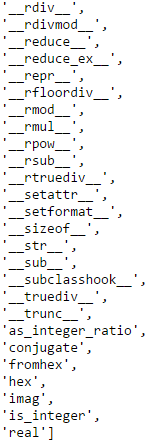 '__rdiv__',
'__rdivmod__',
'__reduce__',
'__reduce_ex__',
'__repr__',
'__rfloordiv__',
'__rmod__',
'__rmul__',
'__rpow__',
'__rsub__',
'__rtruediv__',
'__setattr__',
'__setformat__',
'__sizeof__',
'__str__',
'__sub__',
'__subclasshook__',
'__truediv__',
'__trunc__',
'as_integer_ratio',
'conjugate',
'fromhex',
'hex',
'imag',
'is_integer',
'real']